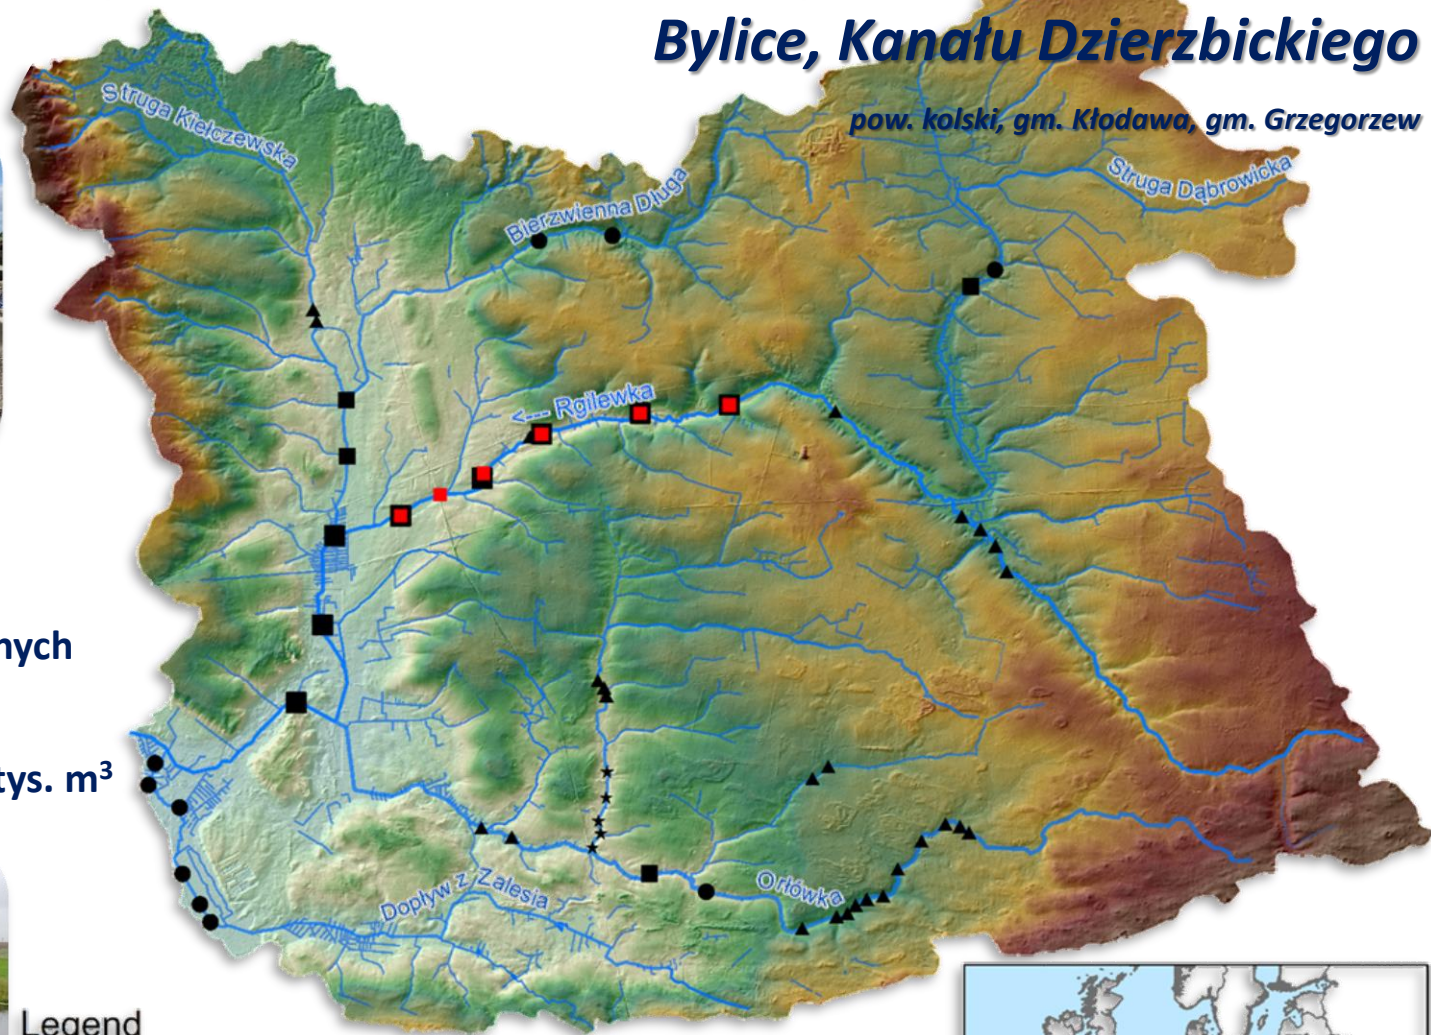 Bylice, Kanału Dzierzbickiego
pow. kolski, gm. Kłodawa, gm. Grzegorzew
Struga Kiełczewska
Struga Dąbrowicka
Bierzwienna Długa
<--- Rgilewka
nych
tys. m³
Orłówka
Dopływ z Zalesia
Legend